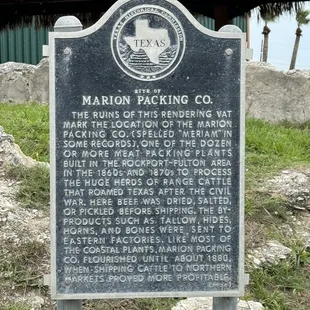 TEXAS
SITE OF
MARION PACKING CO.
THE RUINS OF THIS RENDERING VAT
MARK THE LOCATION OF THE MARION
PACKING CO. (SPELLED "MERIAM" IN
SOME RECORDS), ONE OF THE DOZEN
OR MORE MEAT PACKING PLANTS
BUILT IN THE ROCKPORT-FULTON AREA
IN THE 1860S AND 1870S TO PROCESS
THE HUGE HERDS OF RANGE CATTLE
THAT ROAMED TEXAS AFTER THE CIVIL
WAR. HERE BEEF WAS DRIED, SALTED,
OR PICKLED BEFORE SHIPPING. THE BY-
PRODUCTS SUCH AS TALLOW, HIDES,
HORNS, AND BONES WERE SENT TO
EASTERN FACTORIES. LIKE MOST OF
THE COASTAL PLANTS, MARION PACKING
CO. FLOURISHED UNTIL ABOUT 1880,
WHEN SHIPPING CATTLE TO NORTHERN
MARKETS PROVED MORE PROFITABLE.